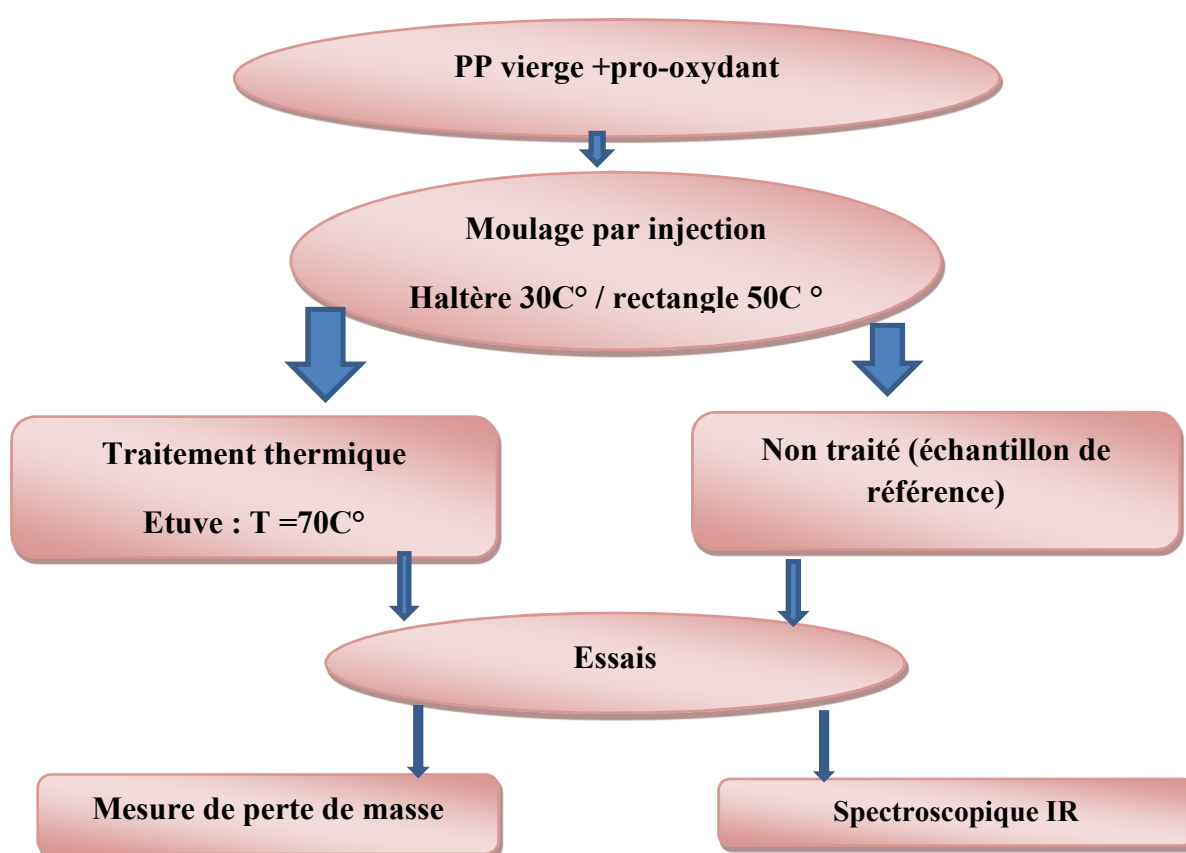 PP vierge +pro-oxydant
Moulage par injection
Haltère 30C° / rectangle 50C °
Traitement thermique
Etuve : T =70C°
Non traité (échantillon de
référence)
Essais
Mesure de perte de masse
Spectroscopique IR